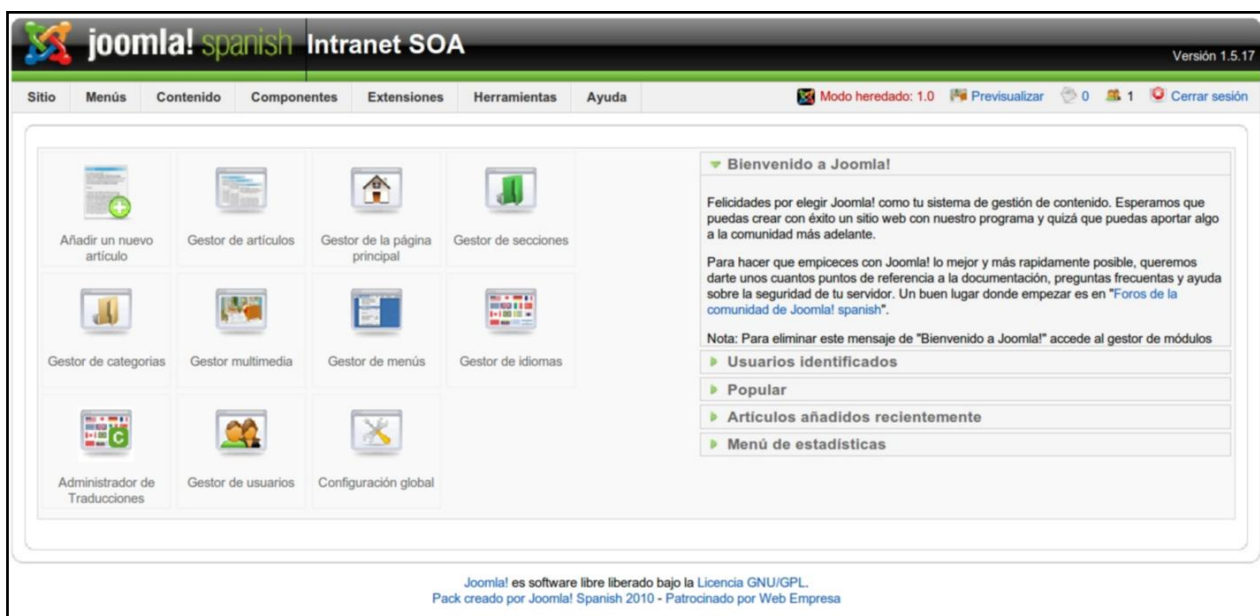 joomla! spanish Intranet SOA
Versión 1.5.17
Sitio Menús Contenido Componentes Extensiones Herramientas Ayuda Modo heredado: 1.0 Previsualizar 0 1 Cerrar sesión
Añadir un nuevo
artículo
Gestor de artículos
Gestor de la página
principal
Gestor de secciones
Gestor de categorias
Gestor multimedia
Gestor de menús
Gestor de idiomas
C
Administrador de
Traducciones
Gestor de usuarios
Configuración global
Bienvenido a Joomla!
Felicidades por elegir Joomla! como tu sistema de gestión de contenido. Esperamos que
puedas crear con éxito un sitio web con nuestro programa y quizá que puedas aportar algo
a la comunidad más adelante.
Para hacer que empiceces con Joomla! lo mejor y más rapidamente posible, queremos
darte unos cuantos puntos de referencia a la documentación, preguntas frecuentes y ayuda
sobre la seguridad de tu servidor. Un buen lugar donde empezar es en "Foros de la
comunidad de Joomla! spanish".
Nota: Para eliminar este mensaje de "Bienvenido a Joomla!" accede al gestor de módulos
Usuarios identificados
Popular
Artículos añadidos recientemente
Menú de estadísticas
Joomla! es software libre liberado bajo la Licencia GNU/GPL.
Pack creado por Joomla! Spanish 2010 - Patrocinado por Web Empresa